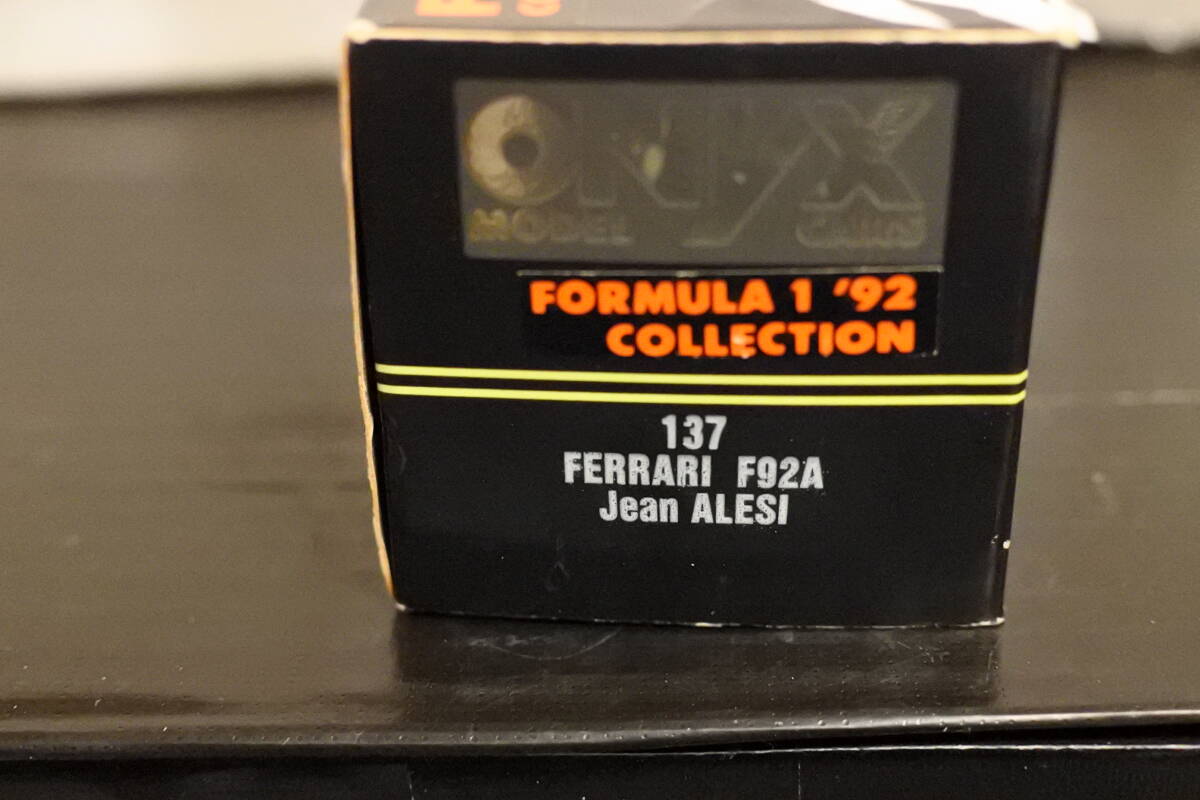 ONYX
MODEL CARS
FORMULA 1 '92
COLLECTION
137
FERRARI F92A
Jean ALESI